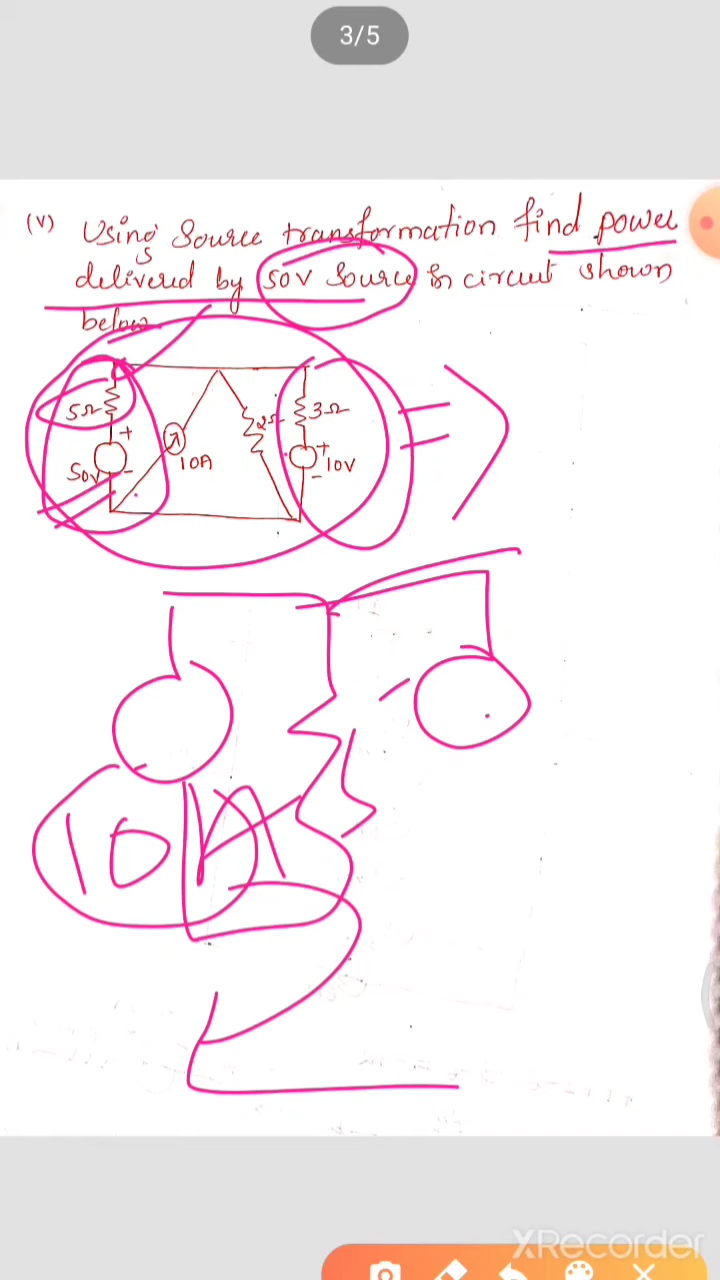 3/5
(V) Using Source transformation find power
delivered by 50V Source in circuit shown
below
5Ω
3Ω
2Ω
+
+
50V
10A
10V
-
-
10A
XRecorder